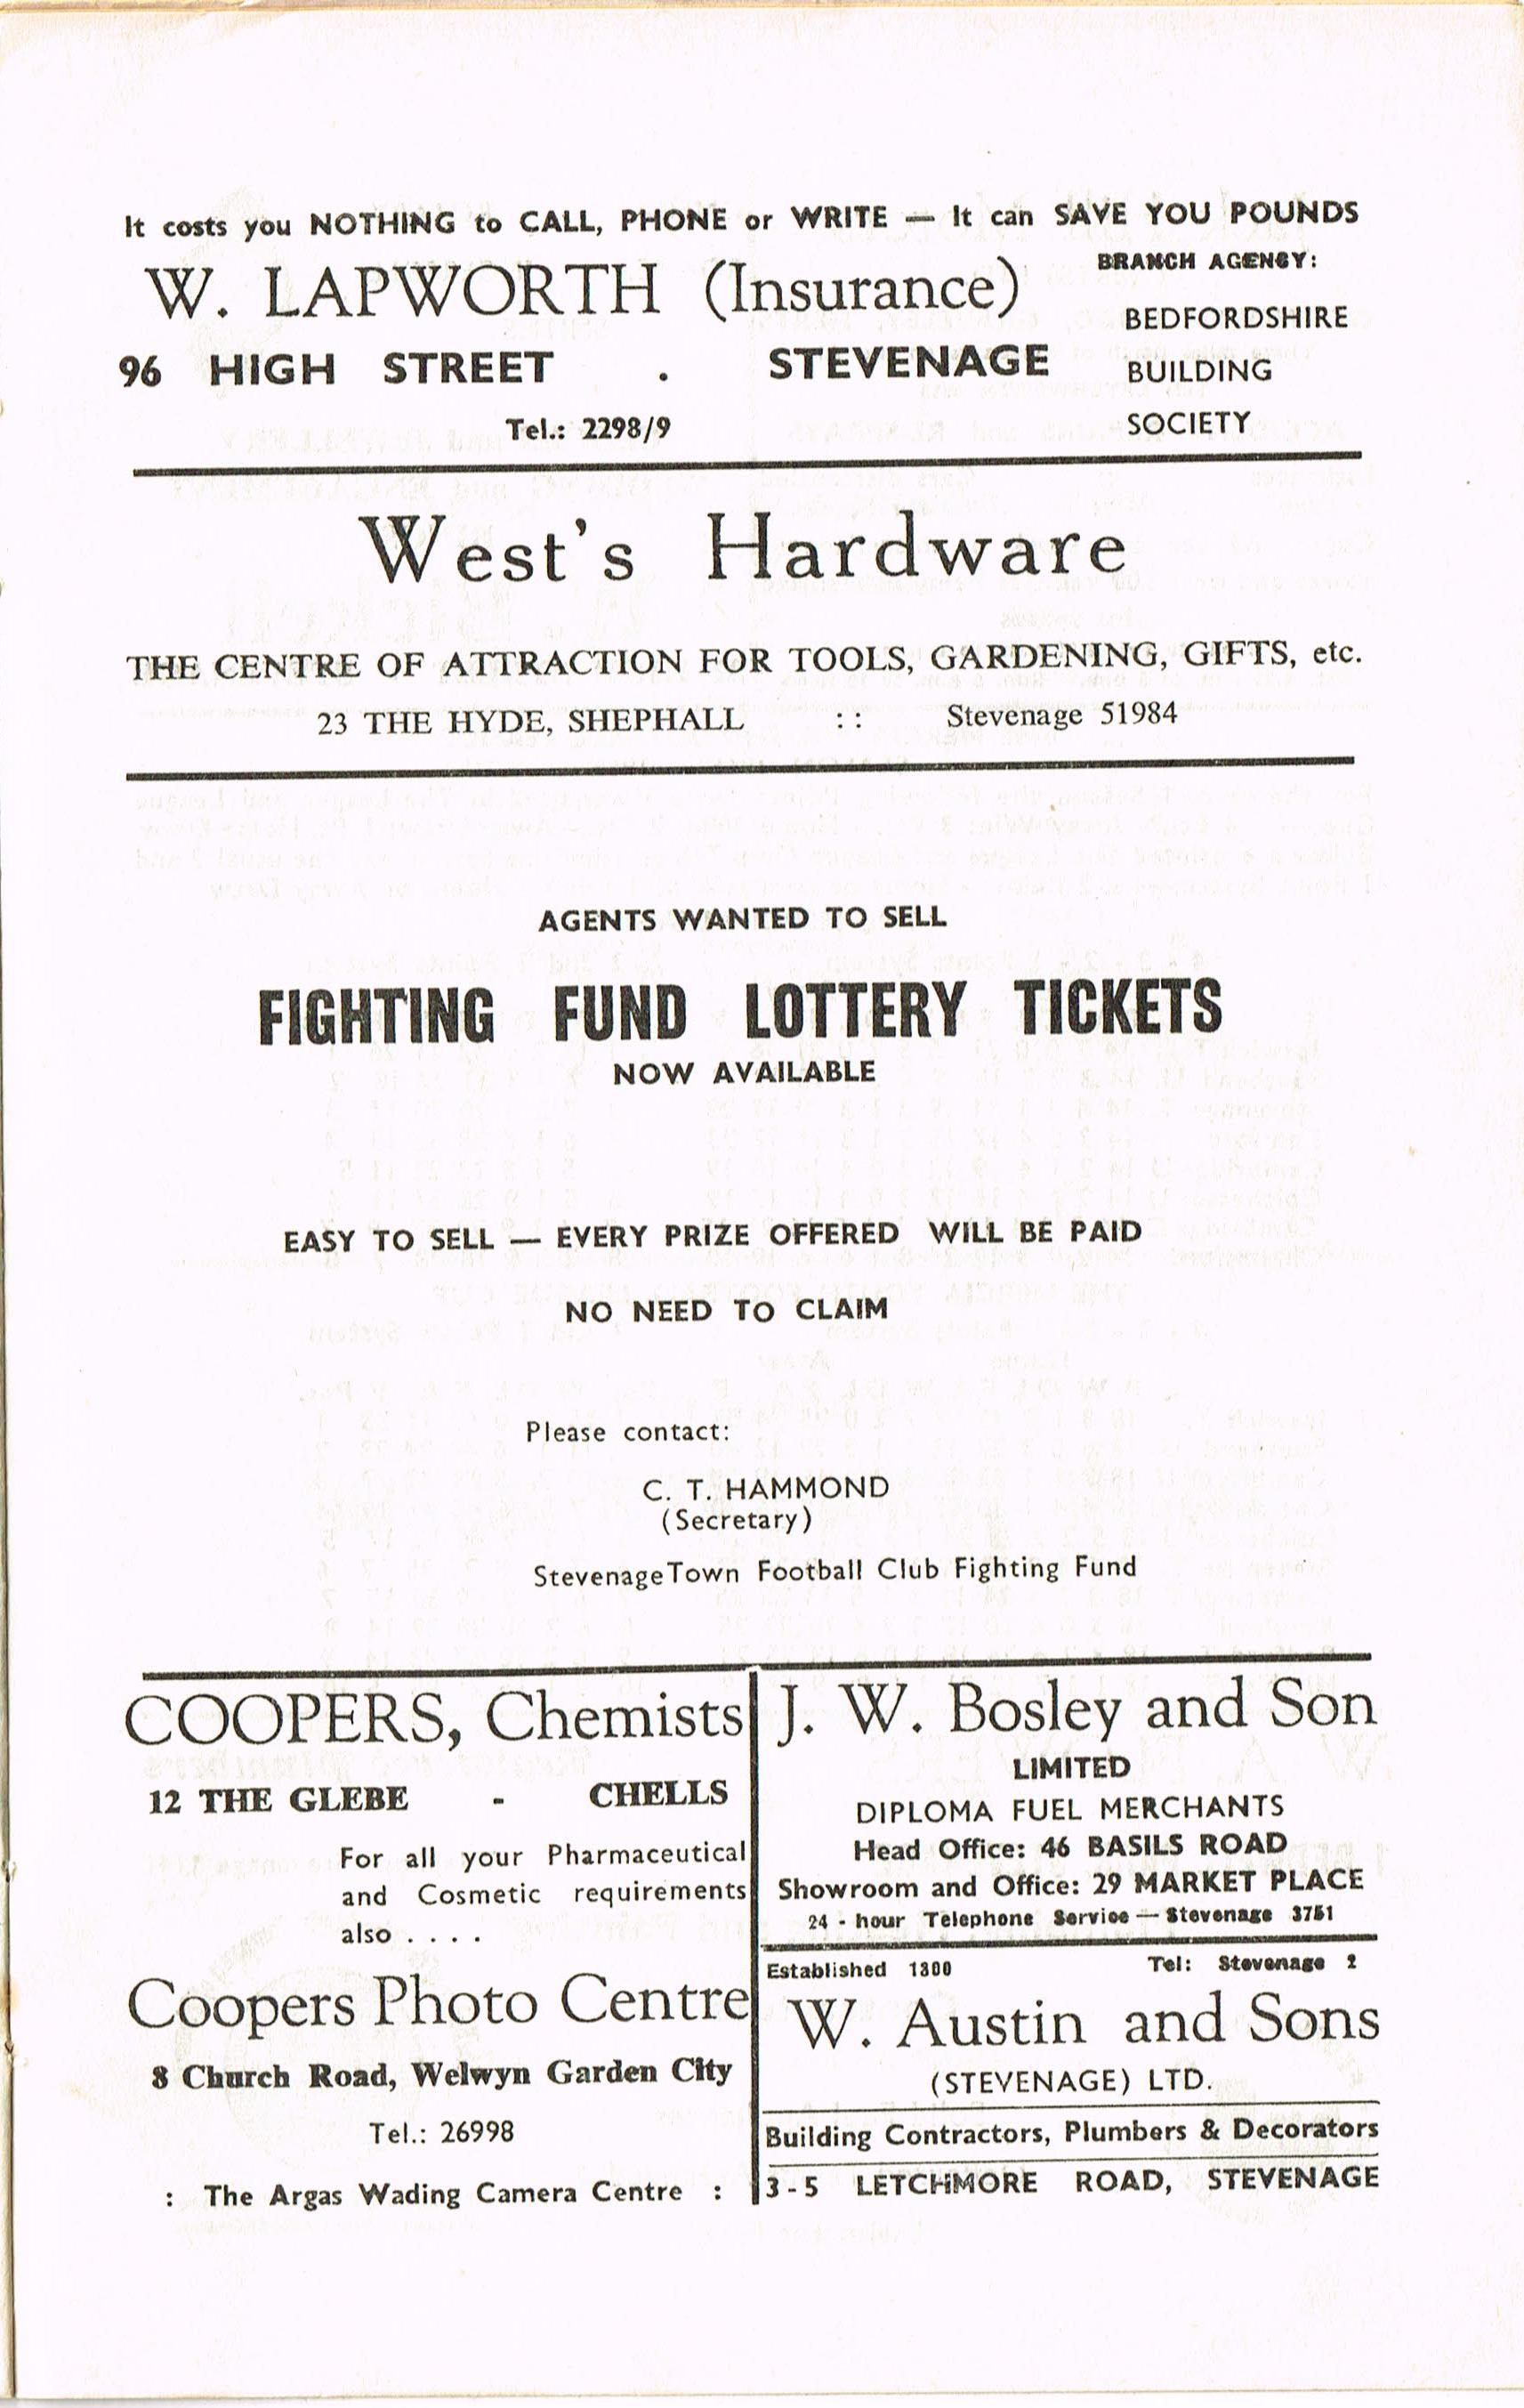 It costs you NOTHING to CALL, PHONE or WRITE — It can SAVE YOU POUNDS
W. LAPWORTH (Insurance)
96 HIGH STREET . STEVENAGE
Tel.: 2298/9
BRANCH AGENCY:
BEDFORDSHIRE
BUILDING
SOCIETY
West's Hardware
THE CENTRE OF ATTRACTION FOR TOOLS, GARDENING, GIFTS, etc.
23 THE HYDE, SHEPHALL :: Stevenage 51984
AGENTS WANTED TO SELL
FIGHTING FUND LOTTERY TICKETS
NOW AVAILABLE
EASY TO SELL — EVERY PRIZE OFFERED WILL BE PAID
NO NEED TO CLAIM
Please contact:
C. T. HAMMOND
(Secretary)
Stevenage Town Football Club Fighting Fund
COOPERS, Chemists
12 THE GLEBE - CHELLS
For all your Pharmaceutical
and Cosmetic requirements
also . . . .
Coopers Photo Centre
8 Church Road, Welwyn Garden City
Tel.: 26998
: The Argas Wading Camera Centre :
J. W. Bosley and Son
LIMITED
DIPLOMA FUEL MERCHANTS
Head Office: 46 BASILS ROAD
Showroom and Office: 29 MARKET PLACE
24 - hour Telephone Service — Stevenage 3751
Established 1800 Tel: Stevenage 2
W. Austin and Sons
(STEVENAGE) LTD.
Building Contractors, Plumbers & Decorators
3-5 LETCHMORE ROAD, STEVENAGE